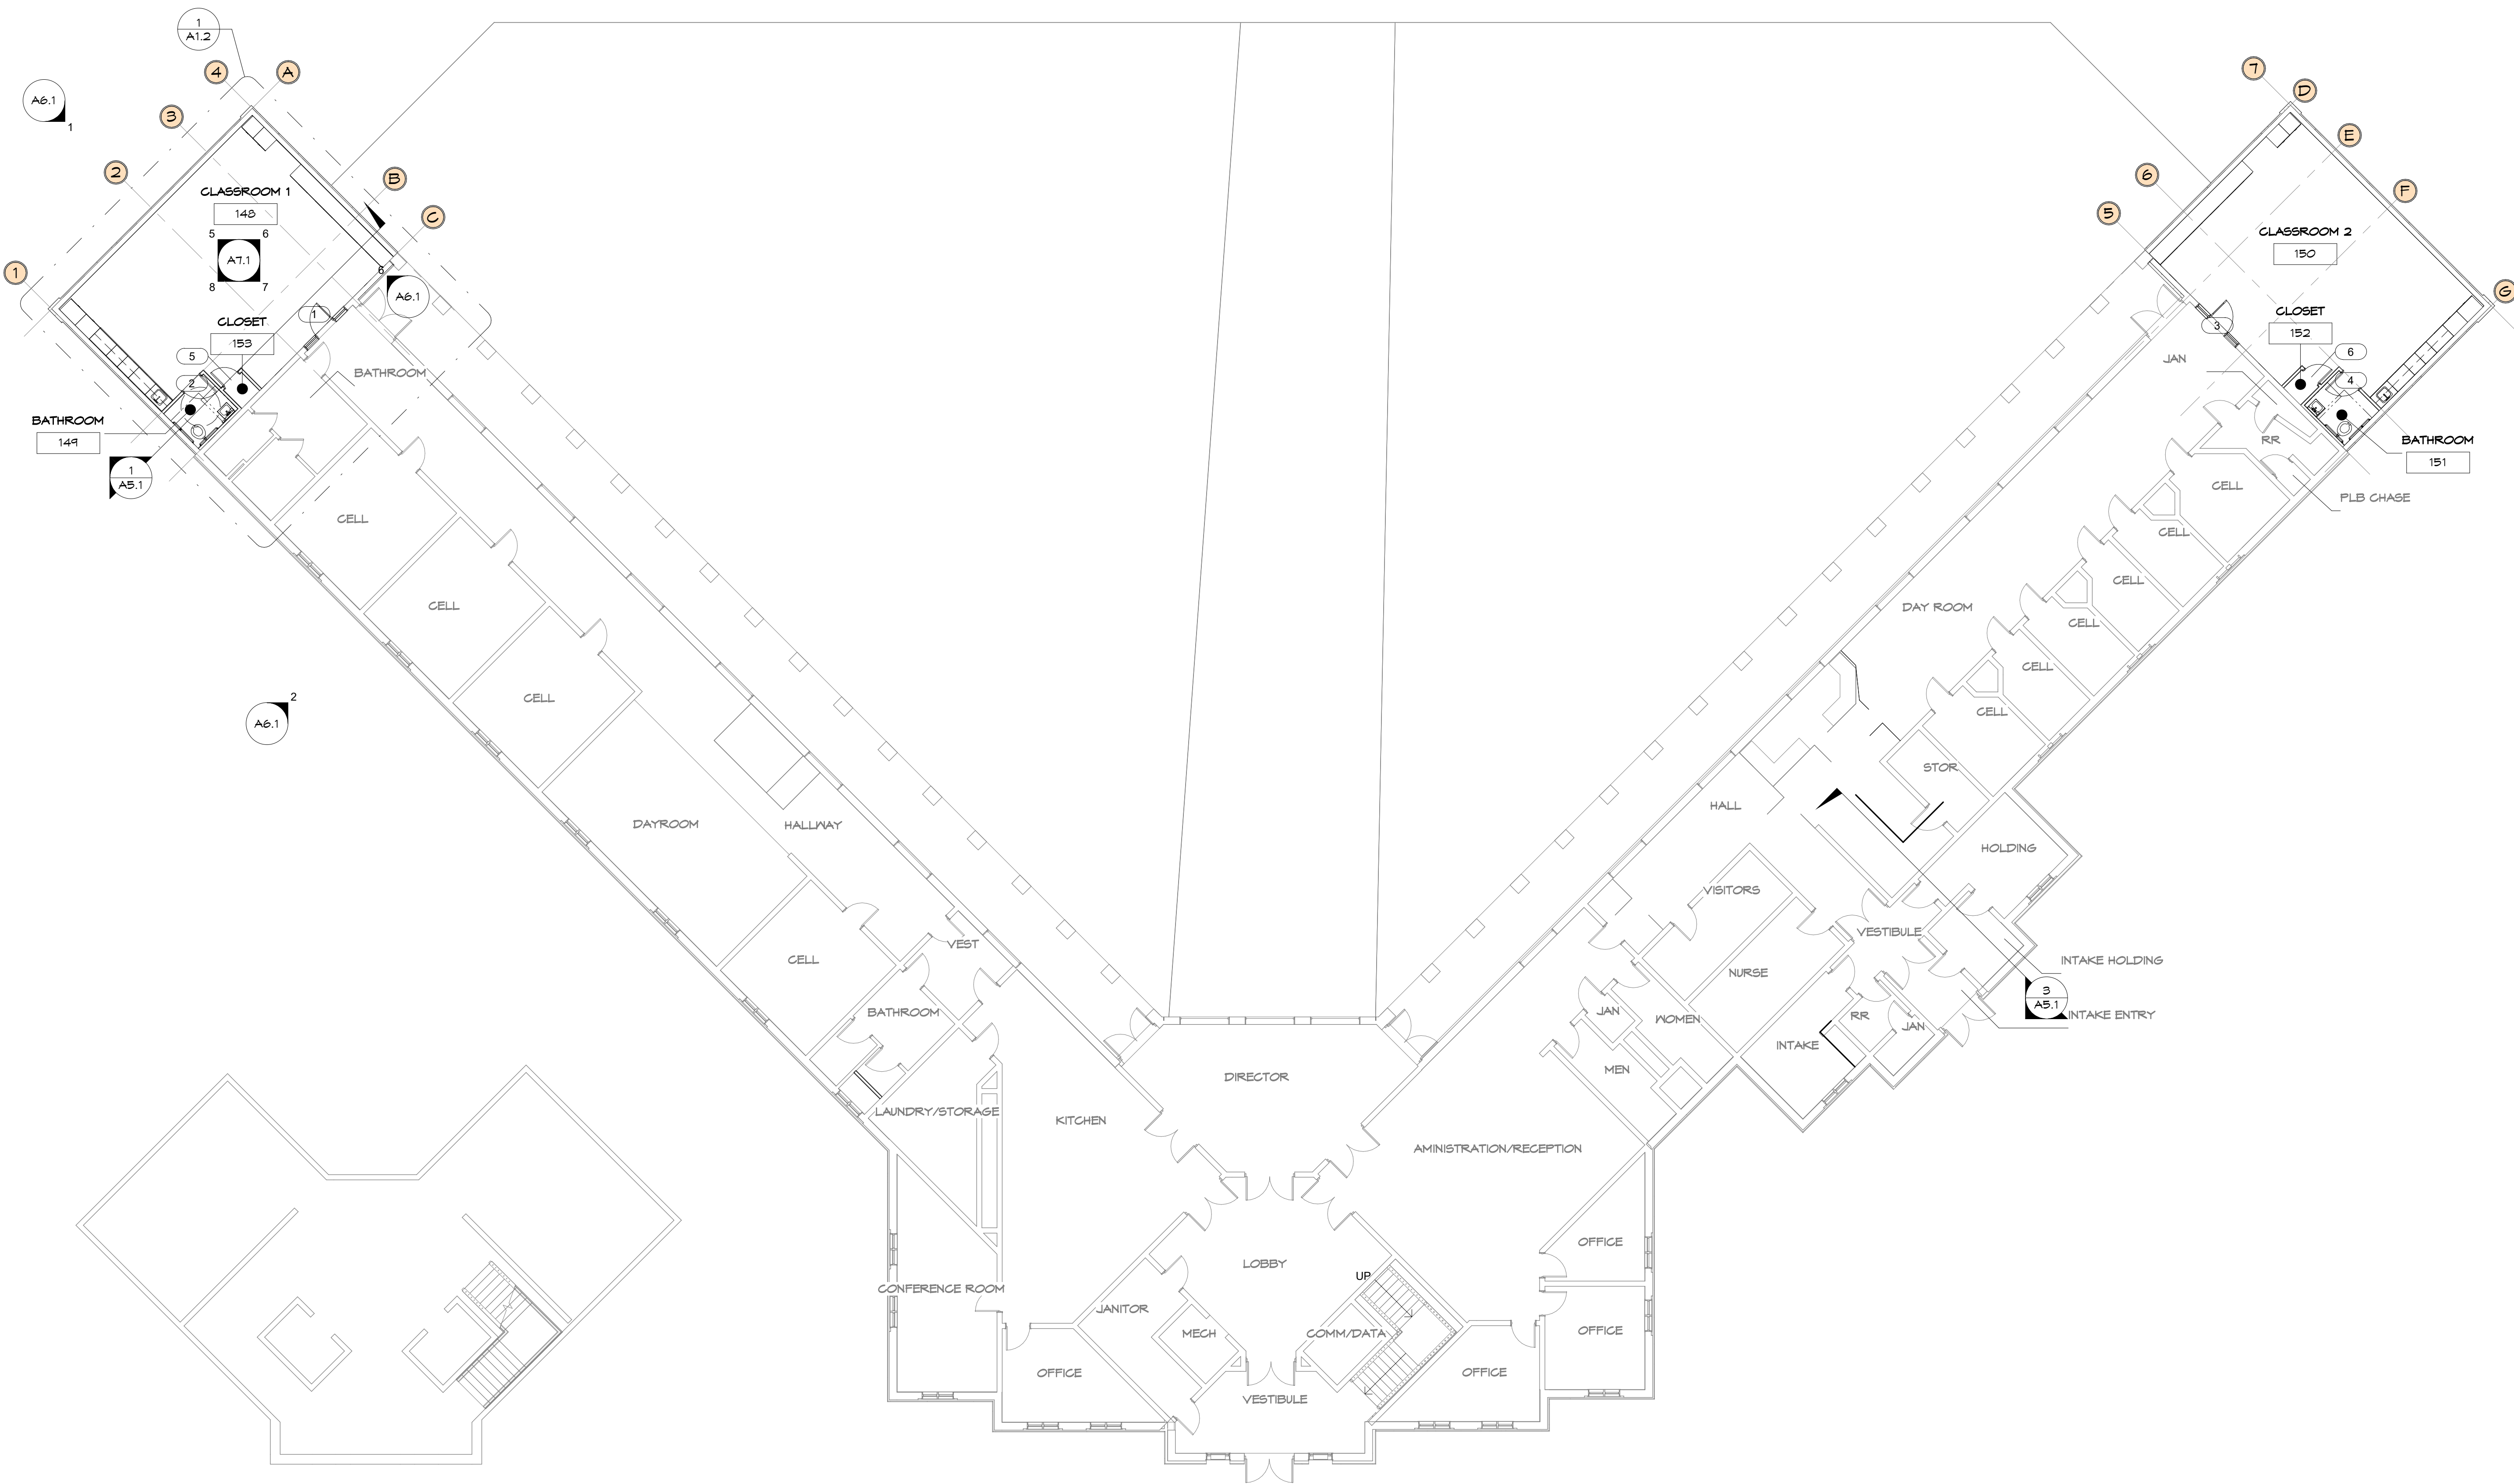 1
A1.2
4
A
7
D
A6.1
1
3
E
2
B
6
F
CLASSROOM 1
148
C
5
CLASSROOM 2
150
5
6
A7.1
8
7
1
6
A6.1
G
1
CLOSET
153
CLOSET
152
3
5
2
BATHROOM
JAN
6
4
BATHROOM
149
RR
BATHROOM
151
1
A5.1
CELL
CELL
PLB CHASE
CELL
CELL
CELL
DAY ROOM
CELL
CELL
CELL
2
A6.1
CELL
STOR
HALL
DAYROOM
HALLWAY
HOLDING
VISITORS
VESTIBULE
VEST
CELL
INTAKE HOLDING
NURSE
3
A5.1
BATHROOM
JAN
WOMEN
RR
INTAKE ENTRY
JAN
INTAKE
MEN
DIRECTOR
LAUNDRY/STORAGE
KITCHEN
AMINISTRATION/RECEPTION
OFFICE
LOBBY
UP
CONFERENCE ROOM
JANITOR
MECH
COMM/DATA
OFFICE
OFFICE
OFFICE
VESTIBULE